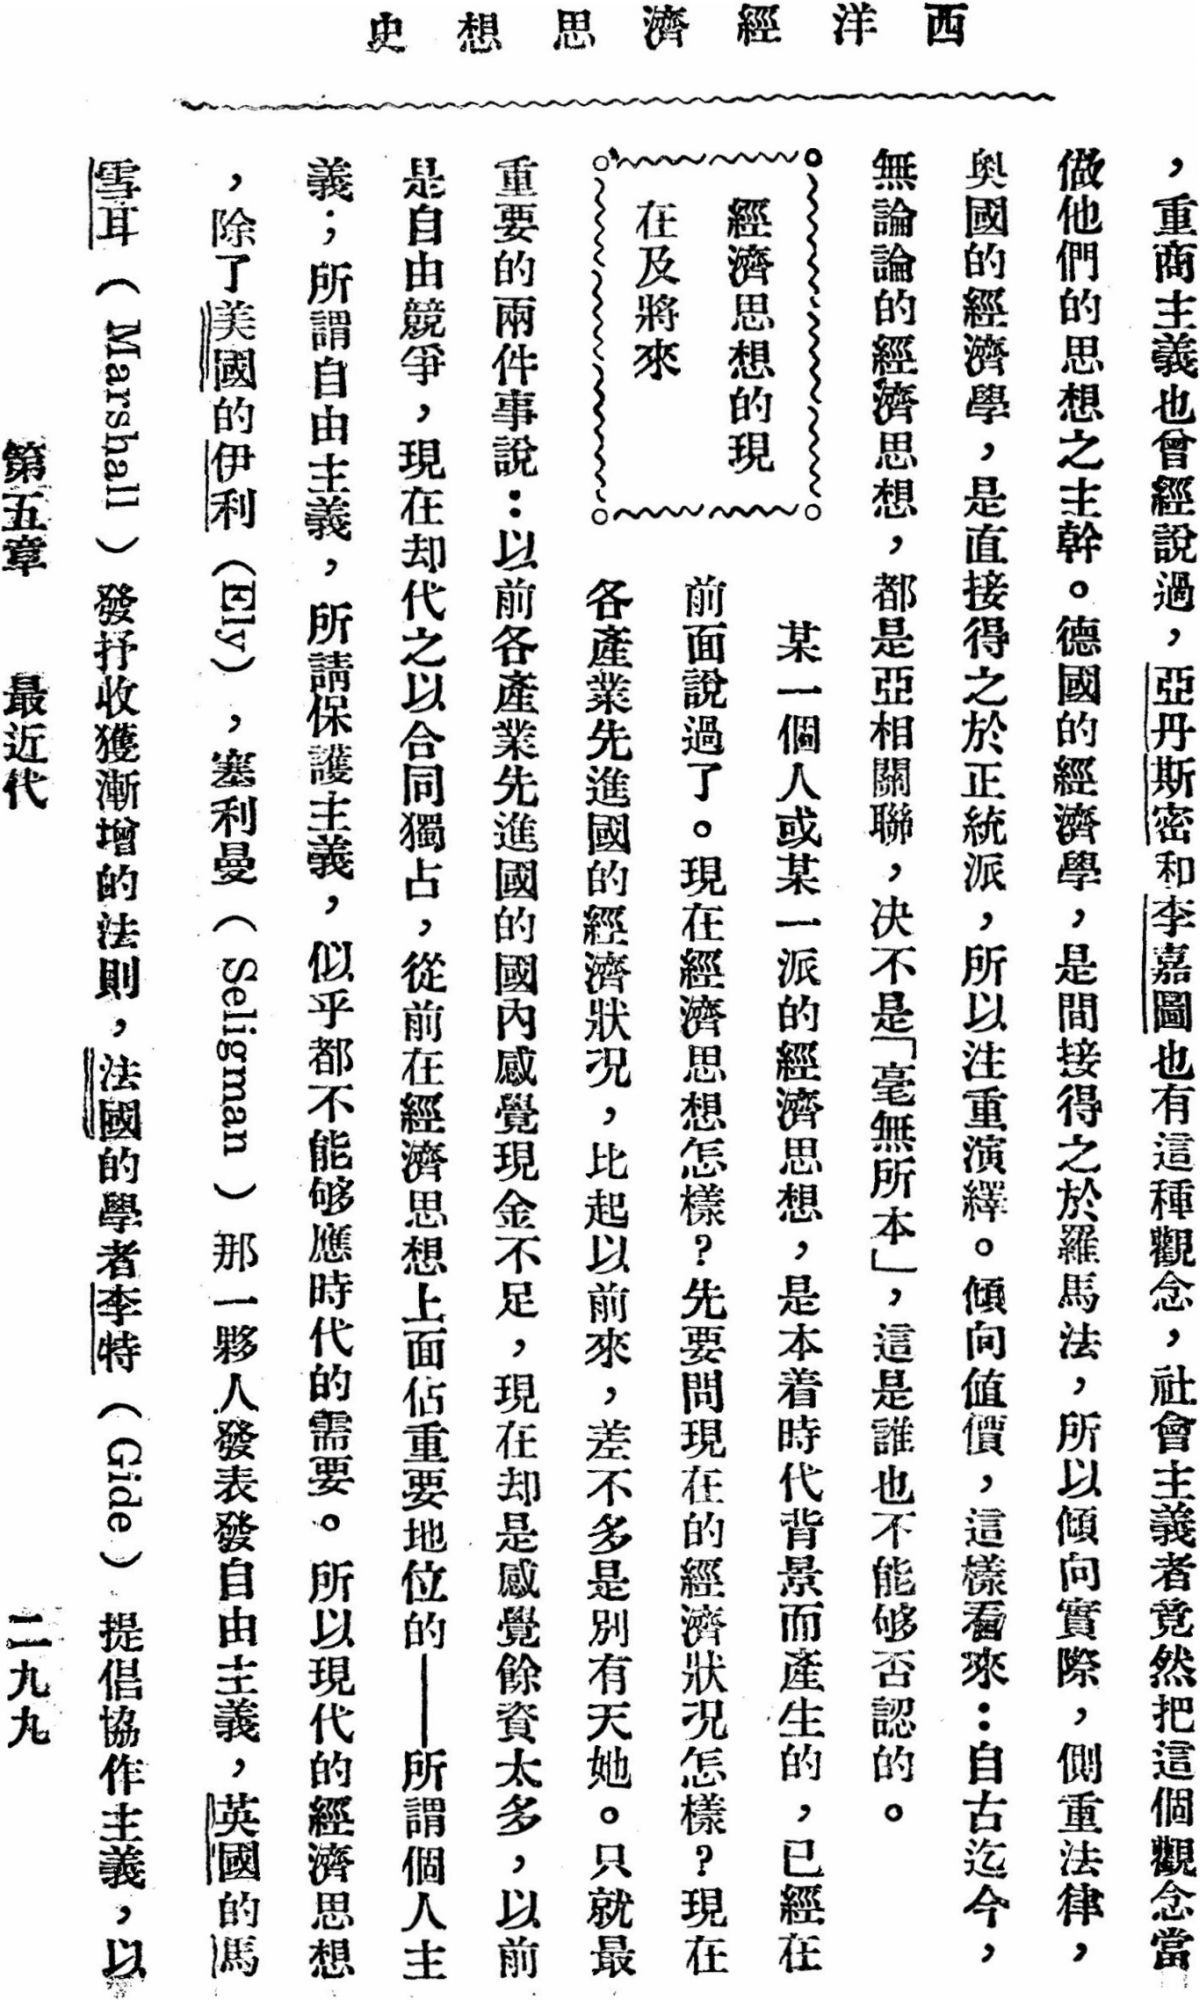 西洋經濟思想史
，重商主義也曾經說過，亞丹斯密和李嘉圖也有這種觀念，社會主義者竟然把這個觀念當
做他們的思想之主幹。德國的經濟學，是間接得之於羅馬法，所以傾向實際，側重法律，
奥國的經濟學，是直接得之於正統派，所以注重演繹。傾向値價，這樣看來：自古迄今，
無論論的經濟思想，都是亞相關聯，决不是「毫無所本」，這是誰也不能够否認的。
經濟思想的現
在及將來
某一個人或某一派的經濟思想，是本着時代背景而產生的，已經在
前面說過了。現在經濟思想怎樣？先要問現在的經濟狀况怎樣？現在
各產業先進國的經濟狀况，比起以前來，差不多是別有天她。只就最
重要的兩件事說：以前各產業先進國的國內感覺現金不足，現在却是感覺餘資太多，以前
是自由競爭，現在却代之以合同獨占，從前在經濟思想上面佔重要地位的——所謂個人主
義；所謂自由主義，所請保護主義，似乎都不能够應時代的需要。所以現代的經濟思想
，除了美國的伊利（Ely），塞利曼（Seligman）那一夥人發表發自由主義，英國的馬
雪耳（Marshall）發抒收獲漸增的法則，法國的學者李特（Gide）提倡協作主義，以
第五章 最近代 二九九